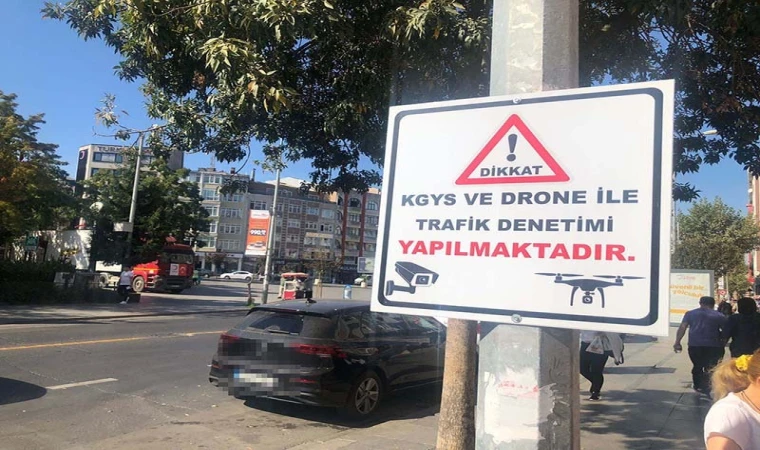 DİKKAT
KGYS VE DRONE İLE
TRAFİK DENETİMİ
YAPILMAKTADIR.